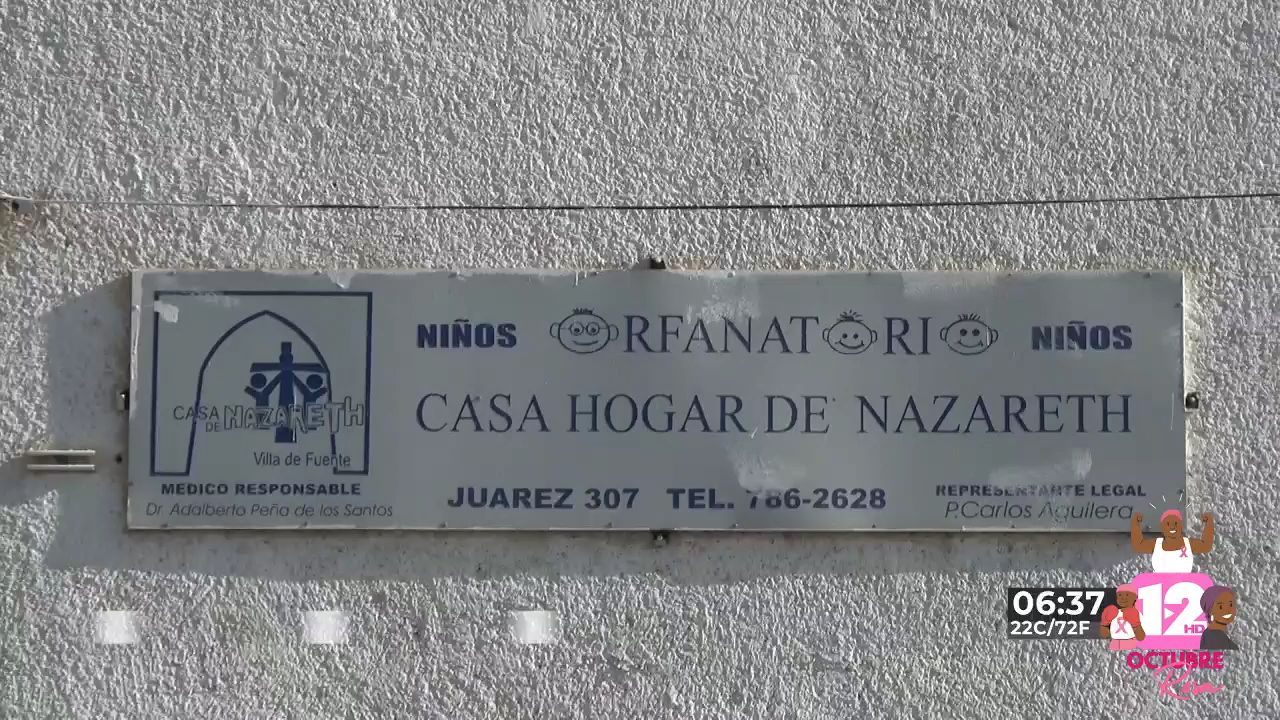 NIÑOS ORFANATORIO NIÑOS
CASA HOGAR DE NAZARETH
CASA DE NAZARETH
Villa de Fuente
MEDICO RESPONSABLE
Dr. Adalberto Peña de los Santos
JUAREZ 307 TEL. 786-2628
REPRESENTANTE LEGAL
P.Carlos Aguilera
06:37
22C/72F
12
HD
OCTUBRE
Rosa